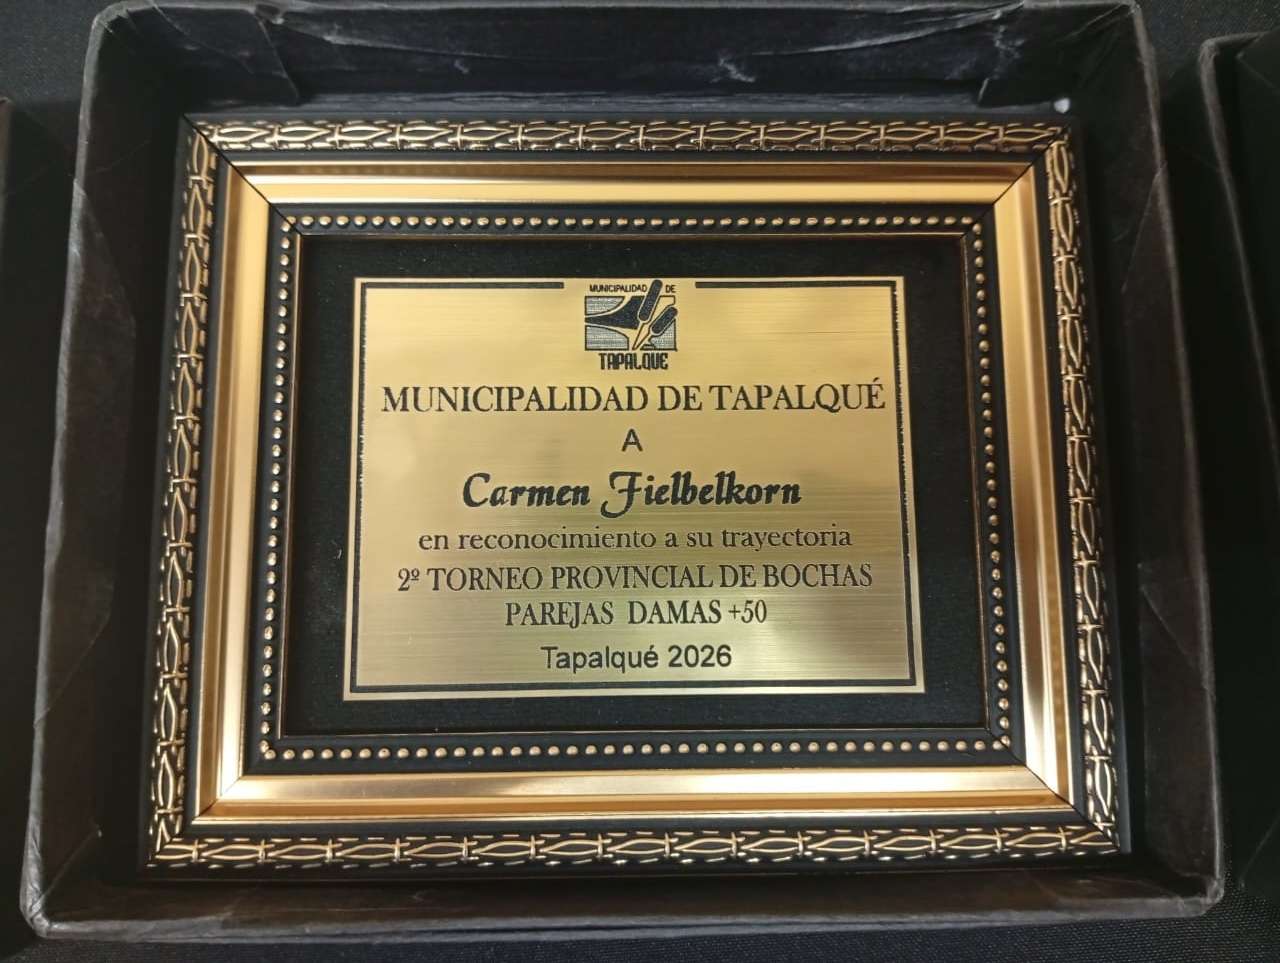 MUNICIPALIDAD DE
TAPALQUE
MUNICIPALIDAD DE TAPALQUÉ
A
Carmen Fielbelkorn
en reconocimiento a su trayectoria
2º TORNEO PROVINCIAL DE BOCHAS
PAREJAS DAMAS +50
Tapalqué 2026